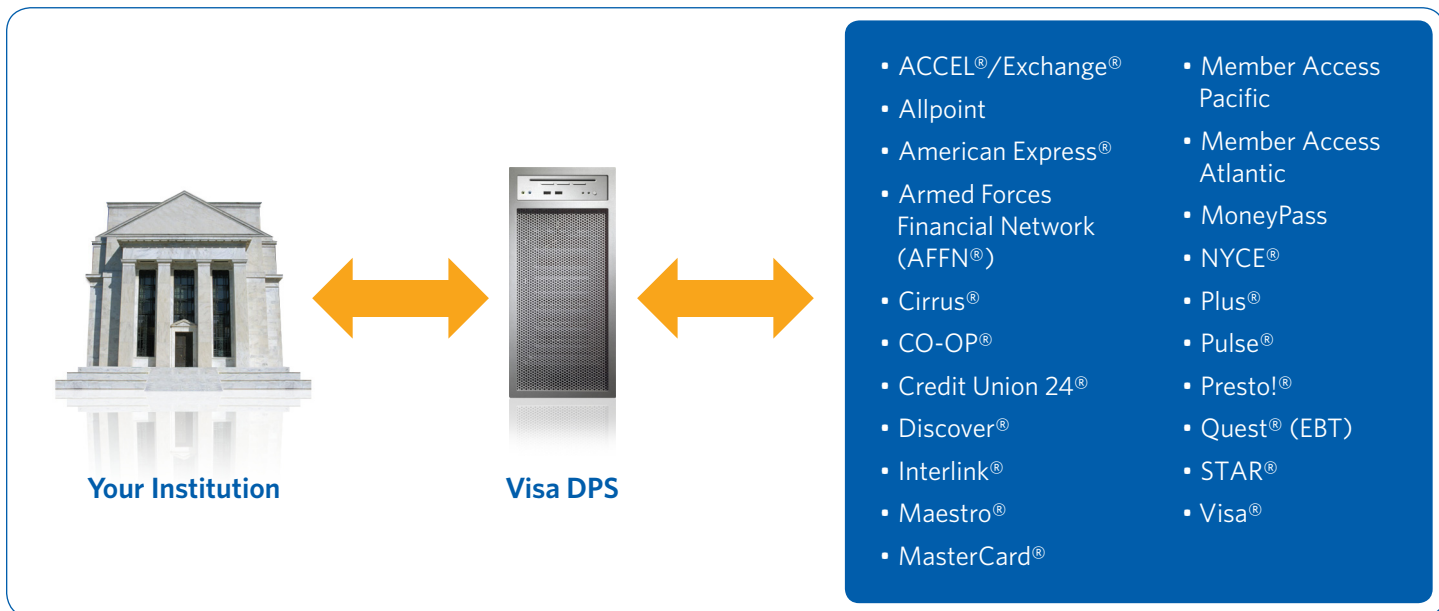 Your Institution
Visa DPS
• ACCEL®/Exchange®
• Allpoint
• American Express®
• Armed Forces
Financial Network
(AFFN®)
• Cirrus®
• CO-OP®
• Credit Union 24®
• Discover®
• Interlink®
• Maestro®
• MasterCard®
• Member Access
Pacific
• Member Access
Atlantic
• MoneyPass
• NYCE®
• Plus®
• Pulse®
• Presto!®
• Quest® (EBT)
• STAR®
• Visa®